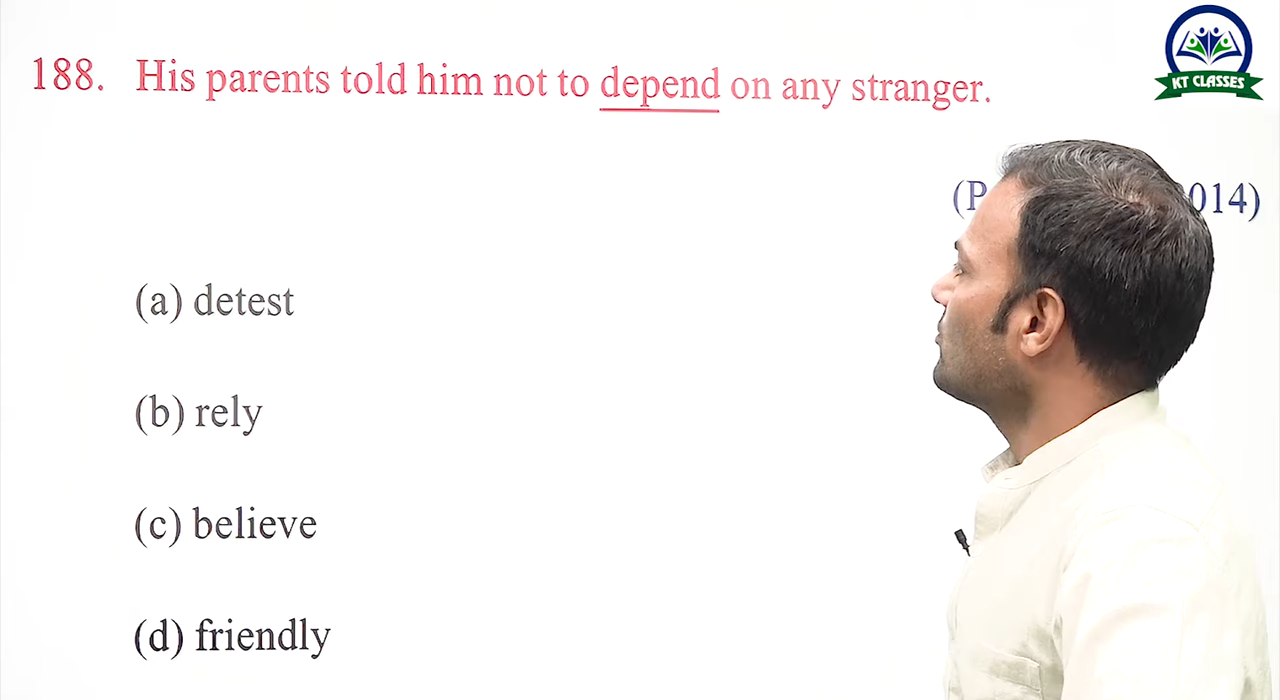 KT CLASSES
188. His parents told him not to depend on any stranger.
(a) detest
(b) rely
(c) believe
(d) friendly